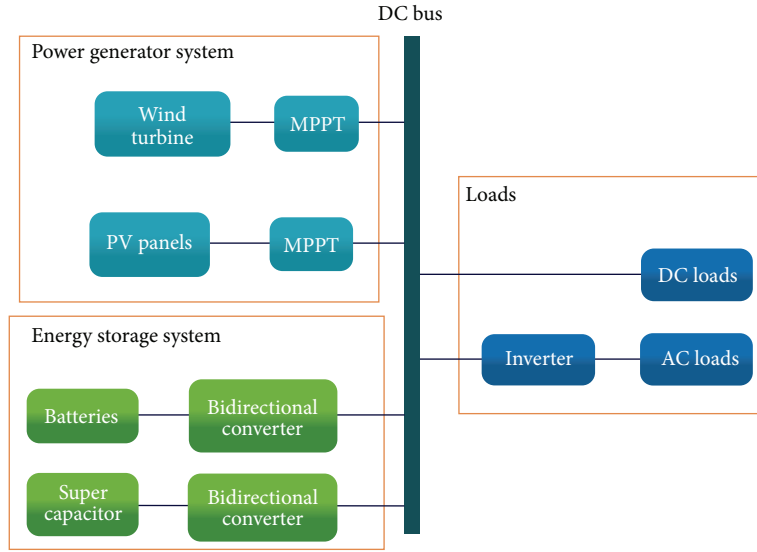 DC bus
Power generator system
Wind
turbine
MPPT
PV panels
MPPT
Loads
DC loads
Inverter
AC loads
Energy storage system
Batteries
Bidirectional
converter
Super
capacitor
Bidirectional
converter